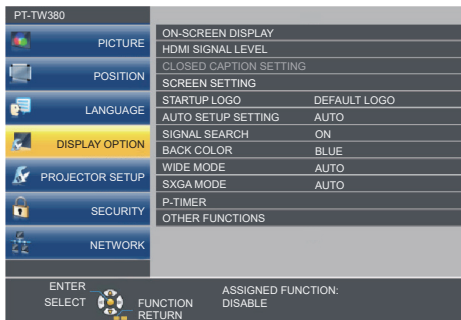 PT-TW380
PICTURE
POSITION
LANGUAGE
DISPLAY OPTION
PROJECTOR SETUP
SECURITY
NETWORK
ON-SCREEN DISPLAY
HDMI SIGNAL LEVEL
CLOSED CAPTION SETTING
SCREEN SETTING
STARTUP LOGO DEFAULT LOGO
AUTO SETUP SETTING AUTO
SIGNAL SEARCH ON
BACK COLOR BLUE
WIDE MODE AUTO
SXGA MODE AUTO
P-TIMER
OTHER FUNCTIONS
ENTER
SELECT
FUNCTION
RETURN
ASSIGNED FUNCTION:
DISABLE